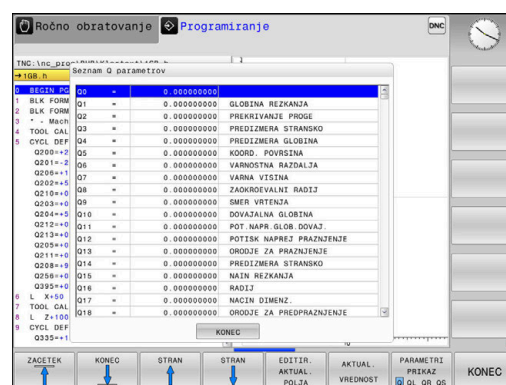 Ročno obratovanje
Programiranje
DNC
TNC:\nc_pro
→1GB.h
Seznam Q parametrov
0 BEGIN PG
1 BLK FORM
2 BLK FORM
3 * - Mach
4 TOOL CAL
5 CYCL DEF
Q200=+2
Q201=-2
Q206=+1
Q202=+5
Q210=+0
Q203=+0
Q204=+5
Q212=+0
Q213=+0
Q205=+0
Q211=+0
Q208=+9
Q256=+0
Q395=+0
6 L X+50
7 TOOL CAL
8 L Z+100
9 CYCL DEF
Q335=+1
Q0 = 0.000000000
Q1 = 0.000000000 GLOBINA REZKANJA
Q2 = 0.000000000 PREKRIVANJE PROGE
Q3 = 0.000000000 PREDIZMERA STRANSKO
Q4 = 0.000000000 PREDIZMERA GLOBINA
Q5 = 0.000000000 KOORD. POVRSINA
Q6 = 0.000000000 VARNOSTNA RAZDALJA
Q7 = 0.000000000 VARNA VISINA
Q8 = 0.000000000 ZAOKROEVALNI RADIJ
Q9 = 0.000000000 SMER VRTENJA
Q10 = 0.000000000 DOVAJALNA GLOBINA
Q11 = 0.000000000 POT.NAPR.GLOB.DOVAJ.
Q12 = 0.000000000 POTISK NAPREJ PRAZNJENJE
Q13 = 0.000000000 ORODJE ZA PRAZNJENJE
Q14 = 0.000000000 PREDIZMERA STRANSKO
Q15 = 0.000000000 NAIN REZKANJA
Q16 = 0.000000000 RADIJ
Q17 = 0.000000000 NACIN DIMENZ.
Q18 = 0.000000000 ORODJE ZA PREDPRAZNJENJE
KONEC
ZACETEK
KONEC
STRAN
STRAN
EDITIR.
AKTUAL.
POLJA
AKTUAL.
VREDNOST
PARAMETRI
PRIKAZ
Q QL QR QS
KONEC